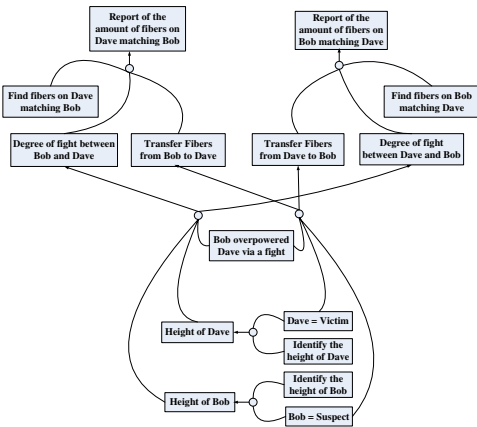 Report of the
amount of fibers on
Dave matching Bob
Report of the
amount of fibers on
Bob matching Dave
Find fibers on Dave
matching Bob
Find fibers on Bob
matching Dave
Degree of fight between
Bob and Dave
Transfer Fibers
from Bob to Dave
Transfer Fibers
from Dave to Bob
Degree of fight
between Dave and Bob
Bob overpowered
Dave via a fight
Dave = Victim
Height of Dave
Identify the
height of Dave
Identify the
height of Bob
Height of Bob
Bob = Suspect